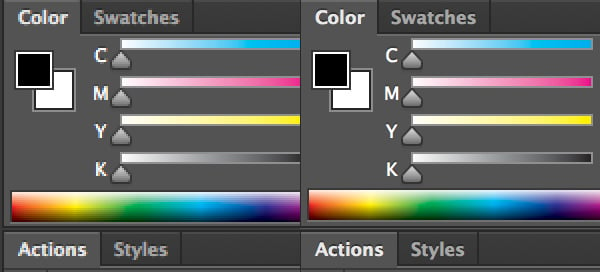 Color Swatches Color Swatches
C C
M M
Y Y
K K
Actions Styles Actions Styles